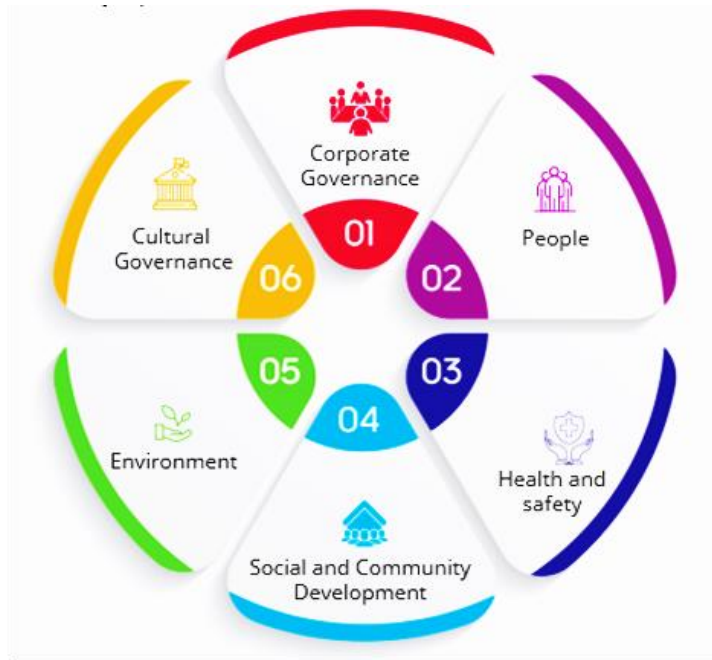 Corporate
Governance
01
People
02
03
Health and
safety
04
Social and Community
Development
05
Environment
Cultural
Governance
06